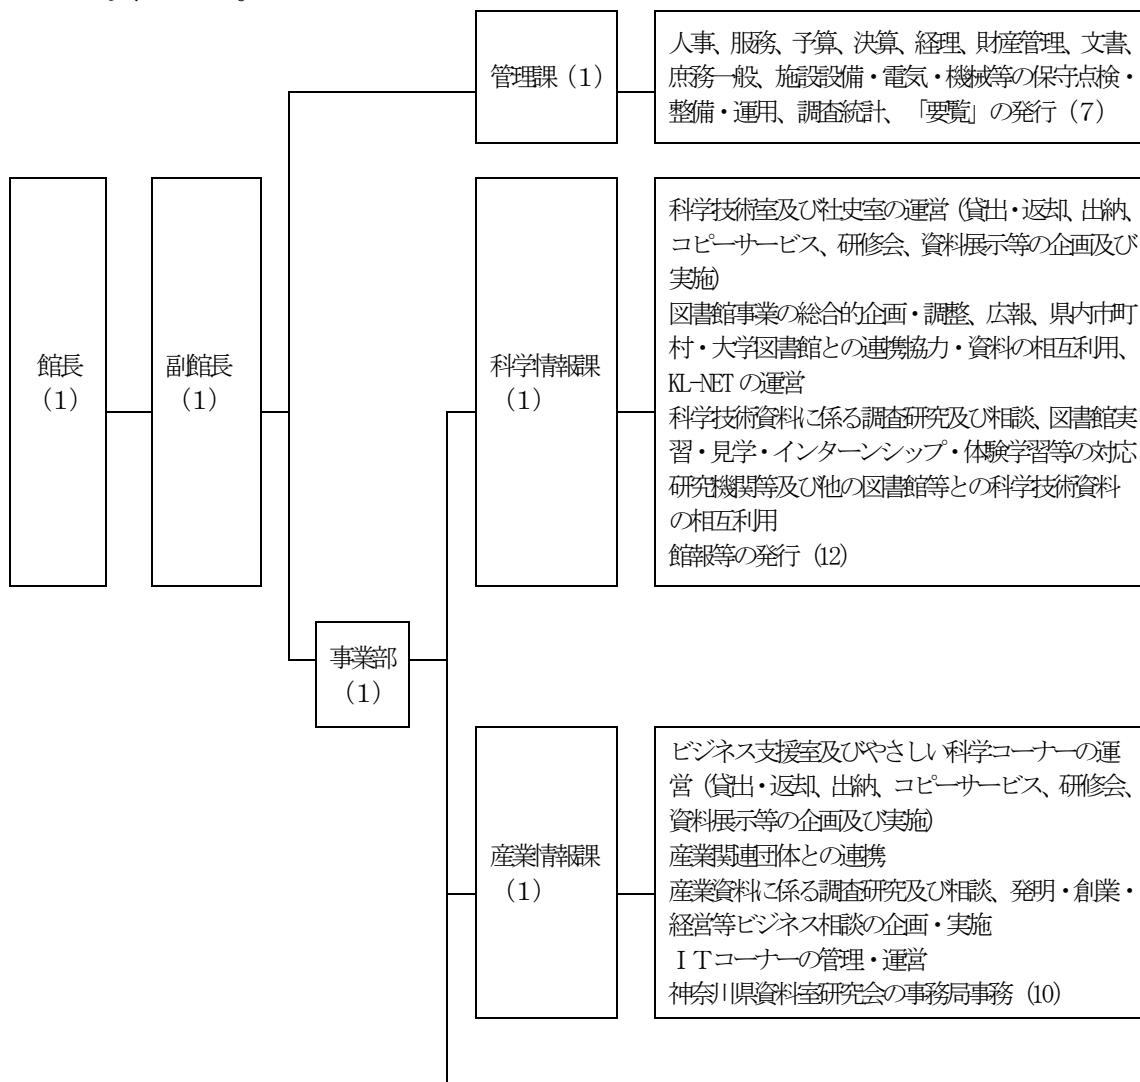 管理課（1）
人事、服務、予算、決算、経理、財産管理、文書、
庶務一般、施設設備・電気・機械等の保守点検・
整備・運用、調査統計、「要覧」の発行（7）
館長
（1）
副館長
（1）
科学情報課
（1）
科学技術室及び社史室の運営（貸出・返却、出納、
コピーサービス、研修会、資料展示等の企画及び
実施）
図書館事業の総合的企画・調整、広報、県内市町
村・大学図書館との連携協力・資料の相互利用、
KL-NET の運営
科学技術資料に係る調査研究及び相談、図書館実
習・見学・インターンシップ・体験学習等の対応
研究機関等及び他の図書館等との科学技術資料
の相互利用
館報等の発行（12）
事業部
（1）
産業情報課
（1）
ビジネス支援室及びやさしい科学コーナーの運
営（貸出・返却、出納、コピーサービス、研修会、
資料展示等の企画及び実施）
産業関連団体との連携
産業資料に係る調査研究及び相談、発明・創業・
経営等ビジネス相談の企画・実施
ＩＴコーナーの管理・運営
神奈川県資料室研究会の事務局事務（10）